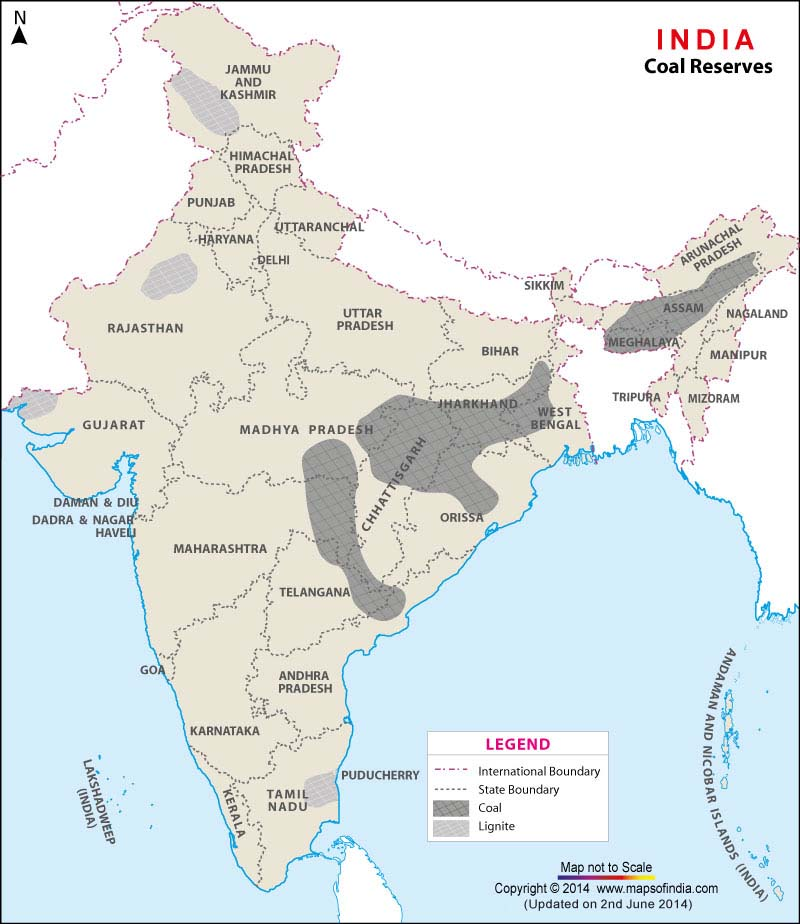 N
INDIA
Coal Reserves
JAMMU
AND
KASHMIR
HIMACHAL
PRADESH
PUNJAB
UTTARANCHAL
HARYANA
DELHI
ARUNACHAL
PRADESH
SIKKIM
ASSAM
NAGALAND
RAJASTHAN
UTTAR
PRADESH
MEGHALAYA
MANIPUR
BIHAR
TRIPURA
MIZORAM
JHARKHAND
WEST
BENGAL
GUJARAT
MADHYA PRADESH
CHHATTISGARH
DAMAN & DIU
DADRA & NAGAR
HAVELI
ORISSA
MAHARASHTRA
TELANGANA
GOA
ANDHRA
PRADESH
KARNATAKA
ANDAMAN AND NICOBAR ISLANDS (INDIA)
LAKSHADWEEP
(INDIA)
KERALA
TAMIL
NADU
PUDUCHERRY
LEGEND
International Boundary
State Boundary
Coal
Lignite
Map not to Scale
Copyright © 2014 www.mapsofindia.com
(Updated on 2nd June 2014)